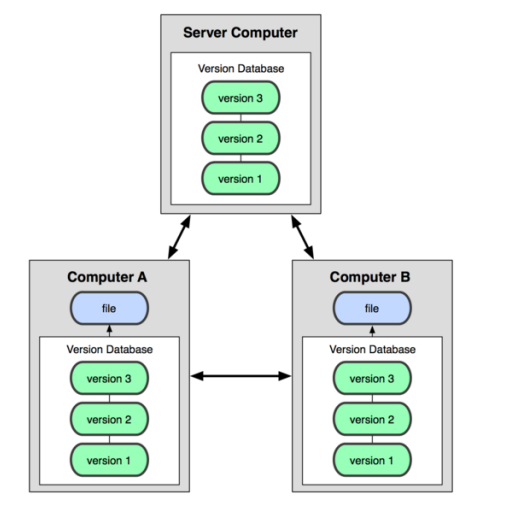 Server Computer
Version Database
version 3
version 2
version 1
Computer A
file
Version Database
version 3
version 2
version 1
Computer B
file
Version Database
version 3
version 2
version 1